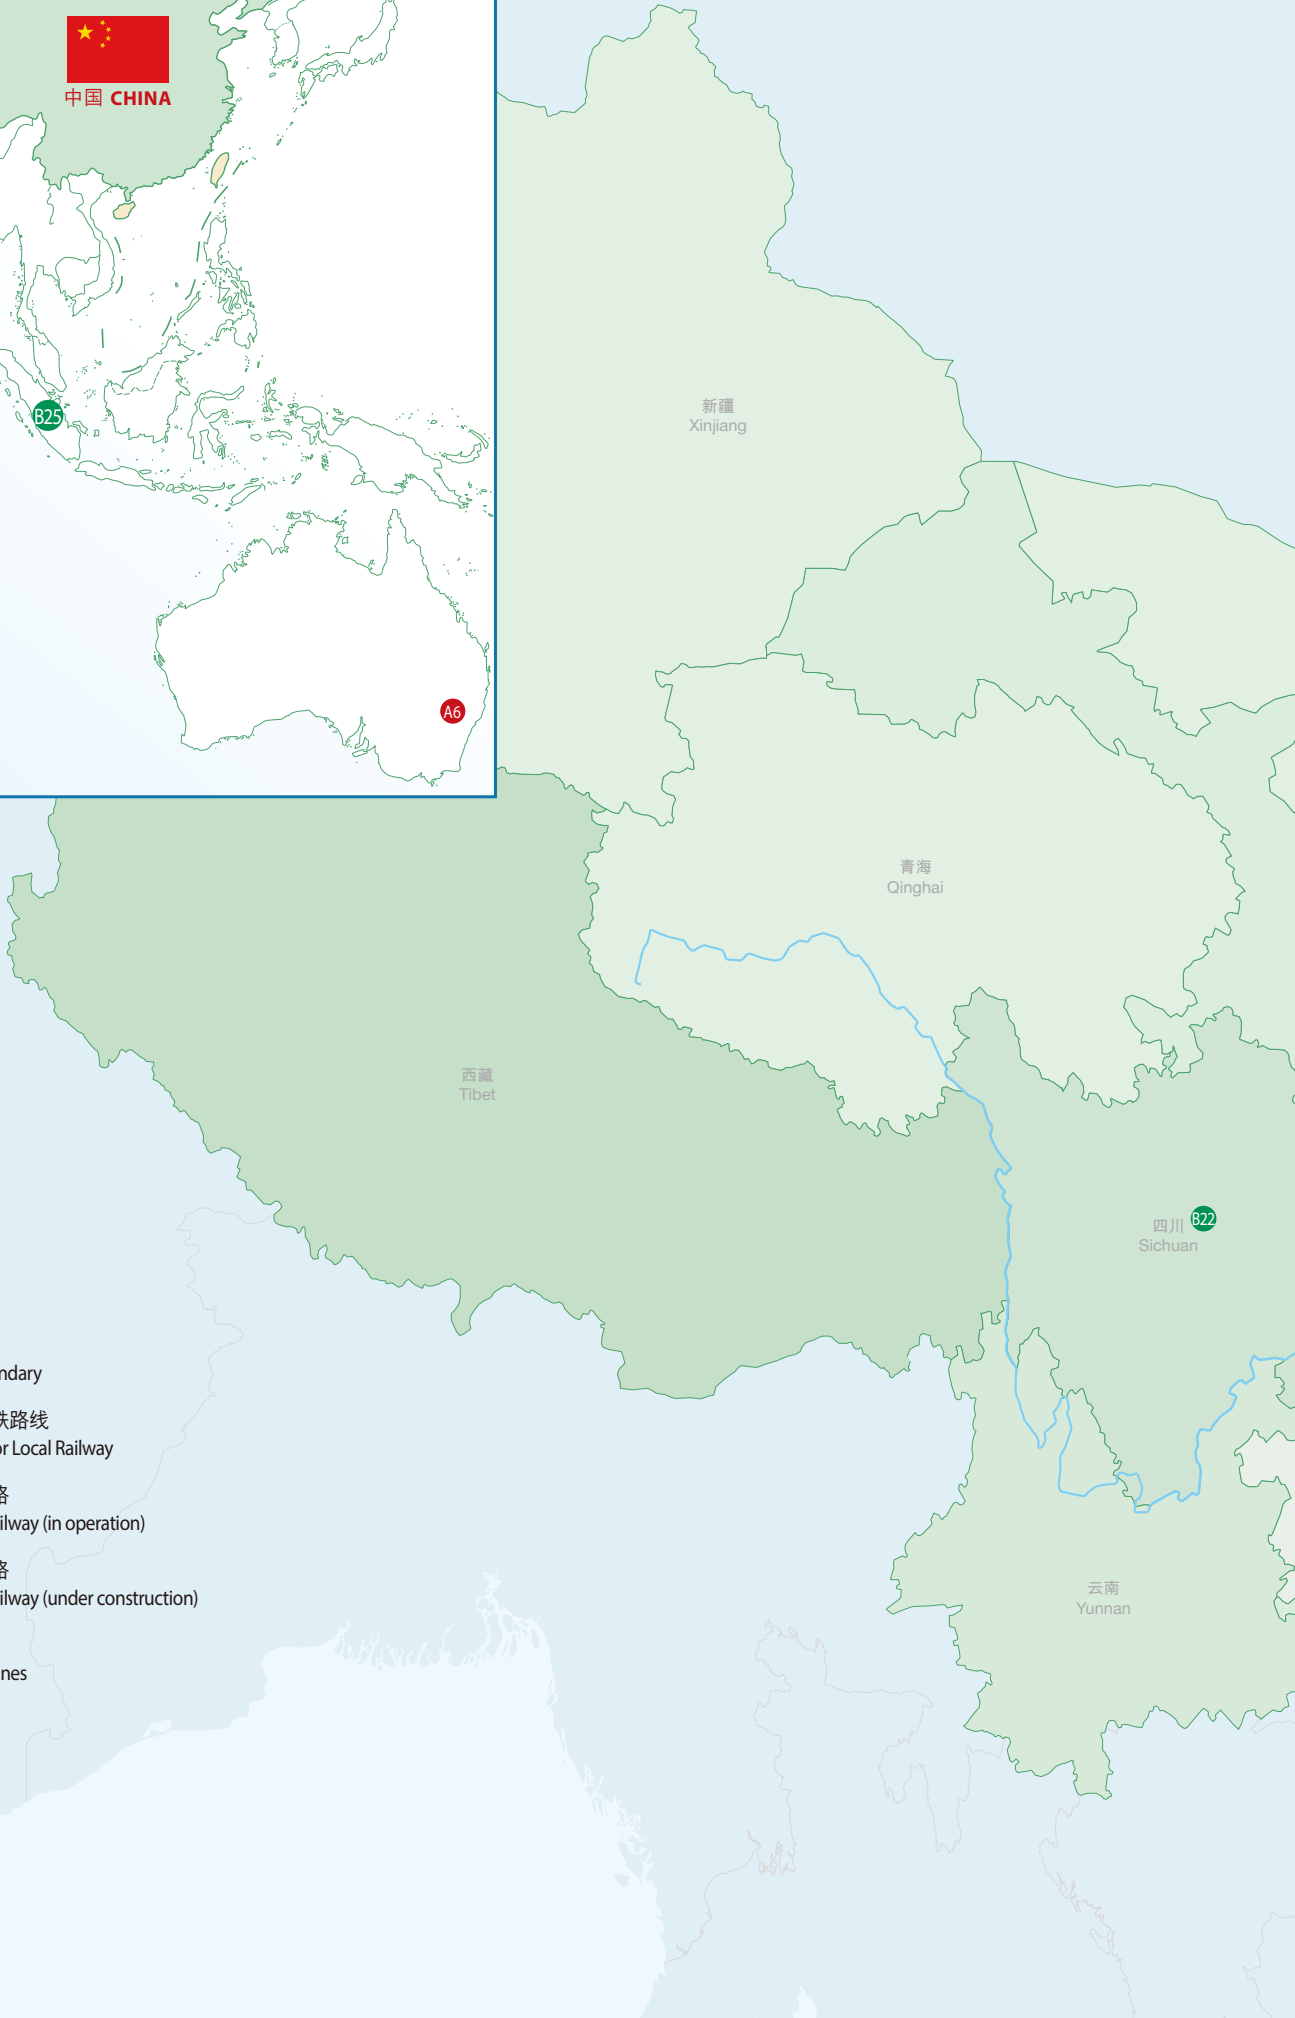 中国 CHINA
B25
A6
新疆
Xinjiang
青海
Qinghai
西藏
Tibet
四川
Sichuan
B22
云南
Yunnan
ndary
铁路线
or Local Railway
路
ilway (in operation)
路
ilway (under construction)
nes